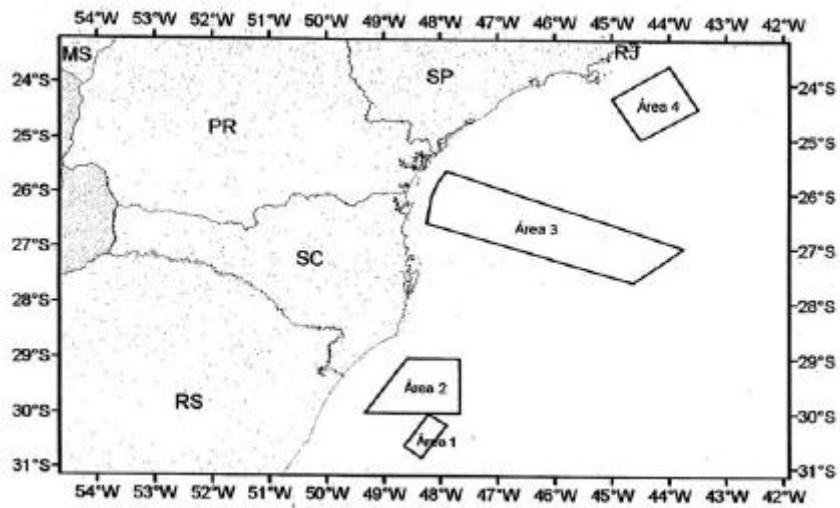 54°W 53°W 52°W 51°W 50°W 49°W 48°W 47°W 46°W 45°W 44°W 43°W 42°W
MS
RJ
24°S
SP
24°S
Área 4
25°S
PR
25°S
26°S
26°S
Área 3
27°S
SC
27°S
28°S
28°S
29°S
29°S
Área 2
30°S
RS
30°S
Área 1
31°S
31°S
54°W 53°W 52°W 51°W 50°W 49°W 48°W 47°W 46°W 45°W 44°W 43°W 42°W